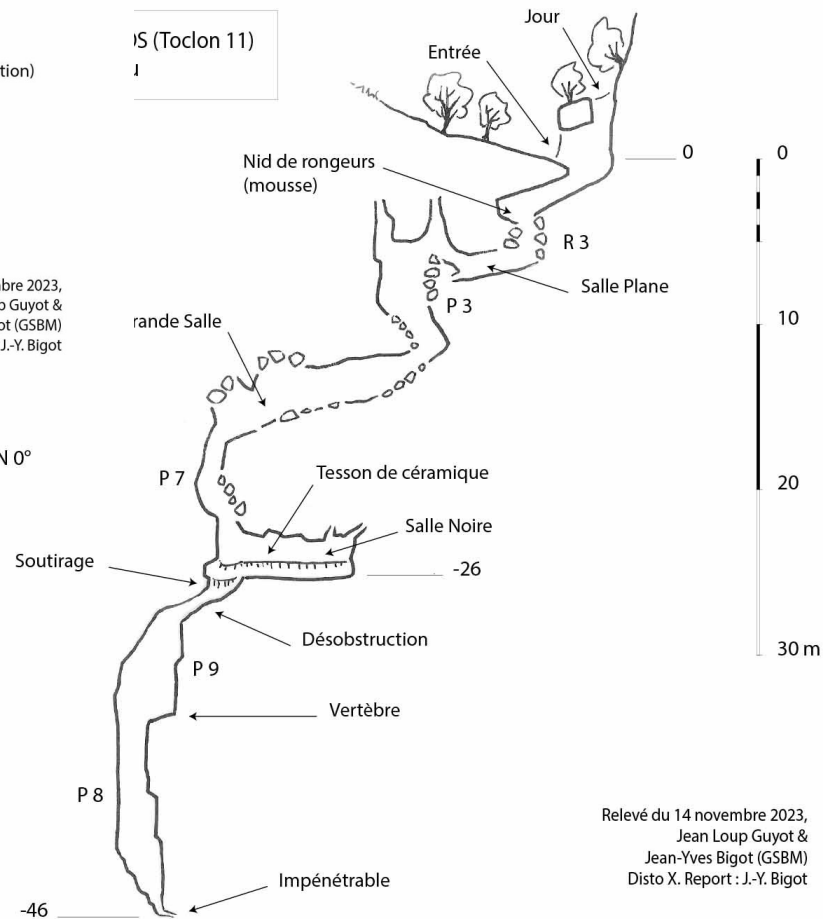 OS (Toclon 11)
tion)
Jour
Entrée
0
0
Nid de rongeurs
(mousse)
R 3
Salle Plane
P 3
bre 2023,
p Guyot &
ot (GSBM)
J.-Y. Bigot
10
rande Salle
N 0°
P 7
Tesson de céramique
20
Salle Noire
Soutirage
-26
Désobstruction
30 m
P 9
Vertèbre
P 8
Relevé du 14 novembre 2023,
Jean Loup Guyot &
Jean-Yves Bigot (GSBM)
Disto X. Report : J.-Y. Bigot
Impénétrable
-46